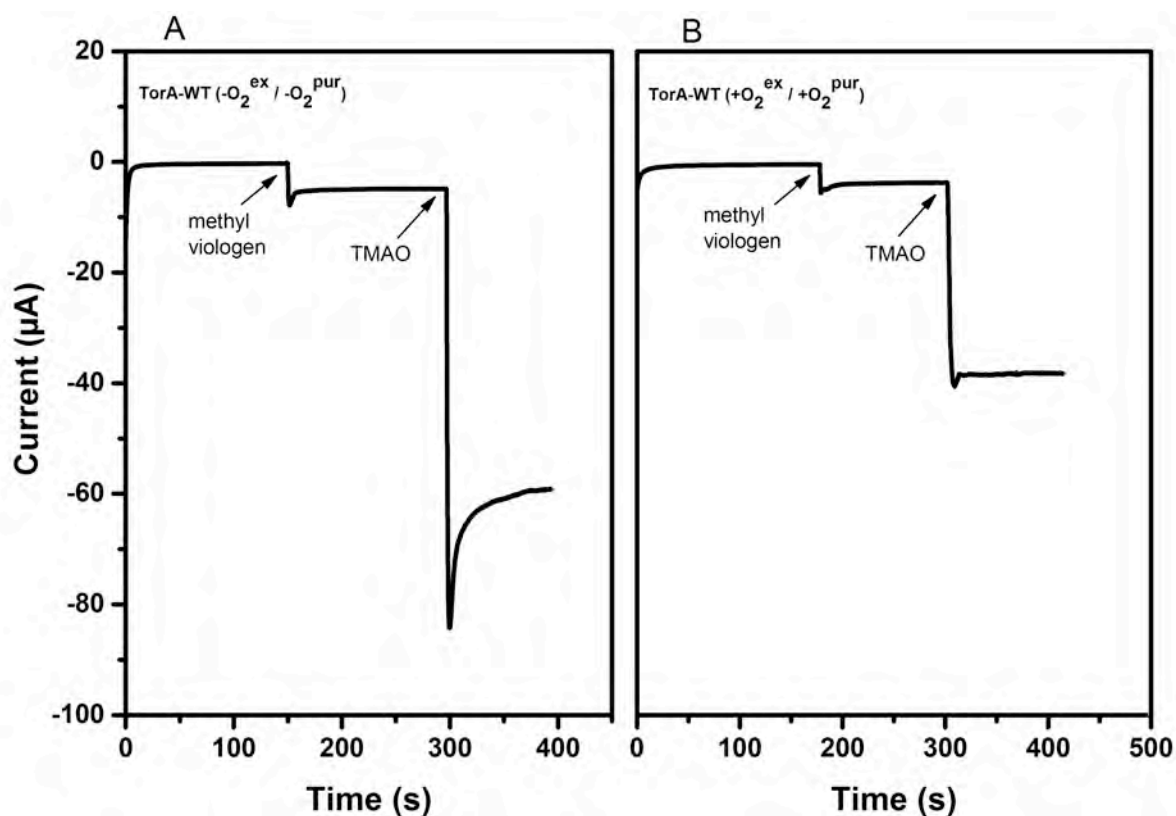 A
B
TorA-WT (-O₂ᵉˣ / -O₂ᵖᵘʳ)
TorA-WT (+O₂ᵉˣ / +O₂ᵖᵘʳ)
methyl
viologen
TMAO
methyl
viologen
TMAO
Current (µA)
20
0
-20
-40
-60
-80
-100
0 100 200 300 400
0 100 200 300 400 500
Time (s)
Time (s)